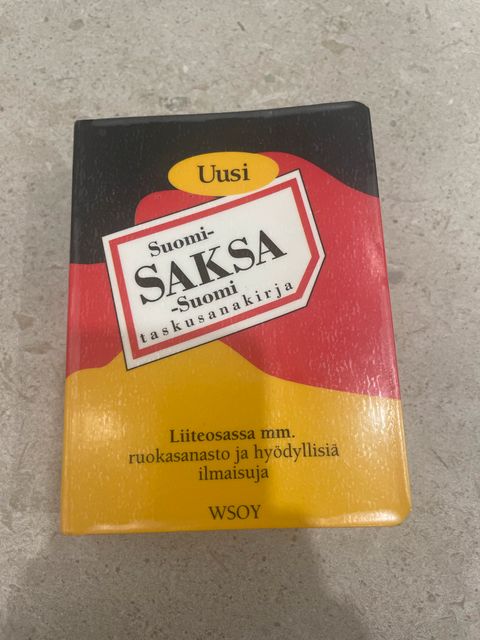 Uusi
Suomi-
SAKSA
-Suomi
taskusanakirja
Liiteosassa mm.
ruokasanasto ja hyödyllisiä
ilmaisuja
WSOY